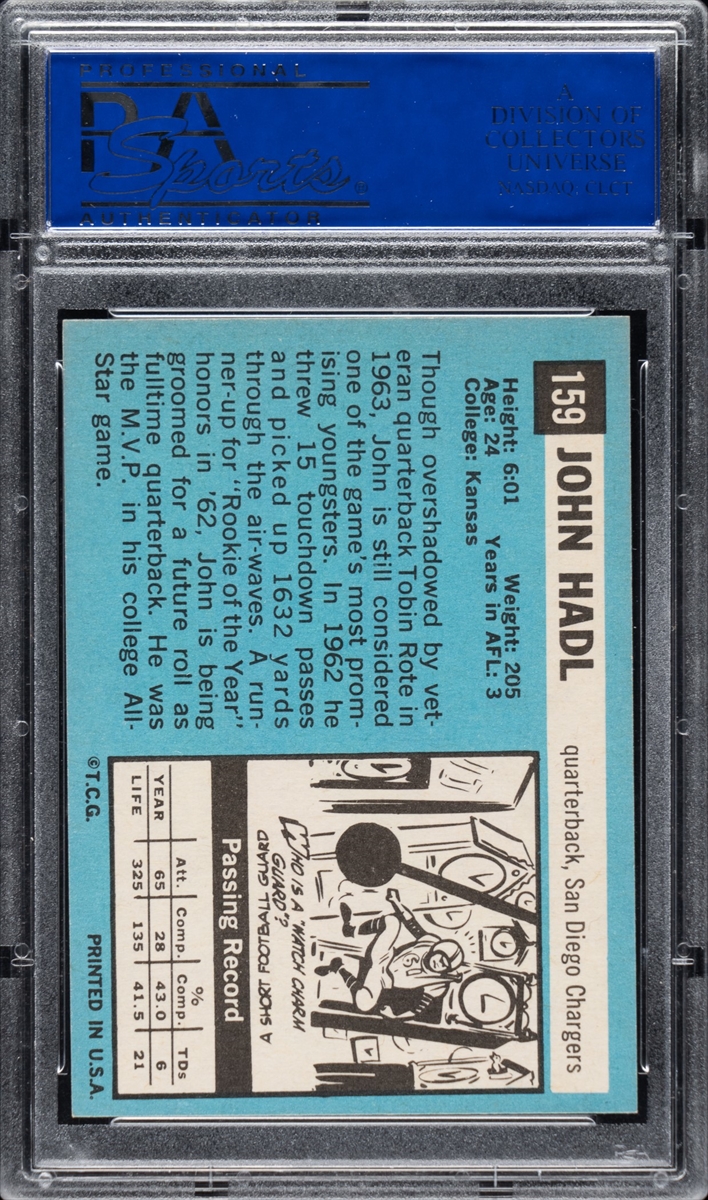 PROFESSIONAL
PSA
Sports®
AUTHENTICATOR
A
DIVISION OF
COLLECTORS
UNIVERSE
NASDAQ: CLCT
159 JOHN HADL quarterback, San Diego Chargers
Height: 6:01 Weight: 205
Age: 24 Years in AFL: 3
College: Kansas
Though overshadowed by vet-
eran quarterback Tobin Rote in
1963, John is still considered
one of the game's most prom-
ising youngsters. In 1962 he
threw 15 touchdown passes
and picked up 1632 yards
through the air-waves. A run-
ner-up for "Rookie of the Year"
honors in '62, John is being
groomed for a future roll as
fulltime quarterback. He was
the M.V.P. in his college All-
Star game.
WHO IS A "WATCH CHARM
GUARD"?
A SHORT FOOTBALL GUARD
Passing Record
%
Att. Comp. Comp. TDs
YEAR 65 28 43.0 6
LIFE 325 135 41.5 21
©T.C.G. PRINTED IN U.S.A.
PSA